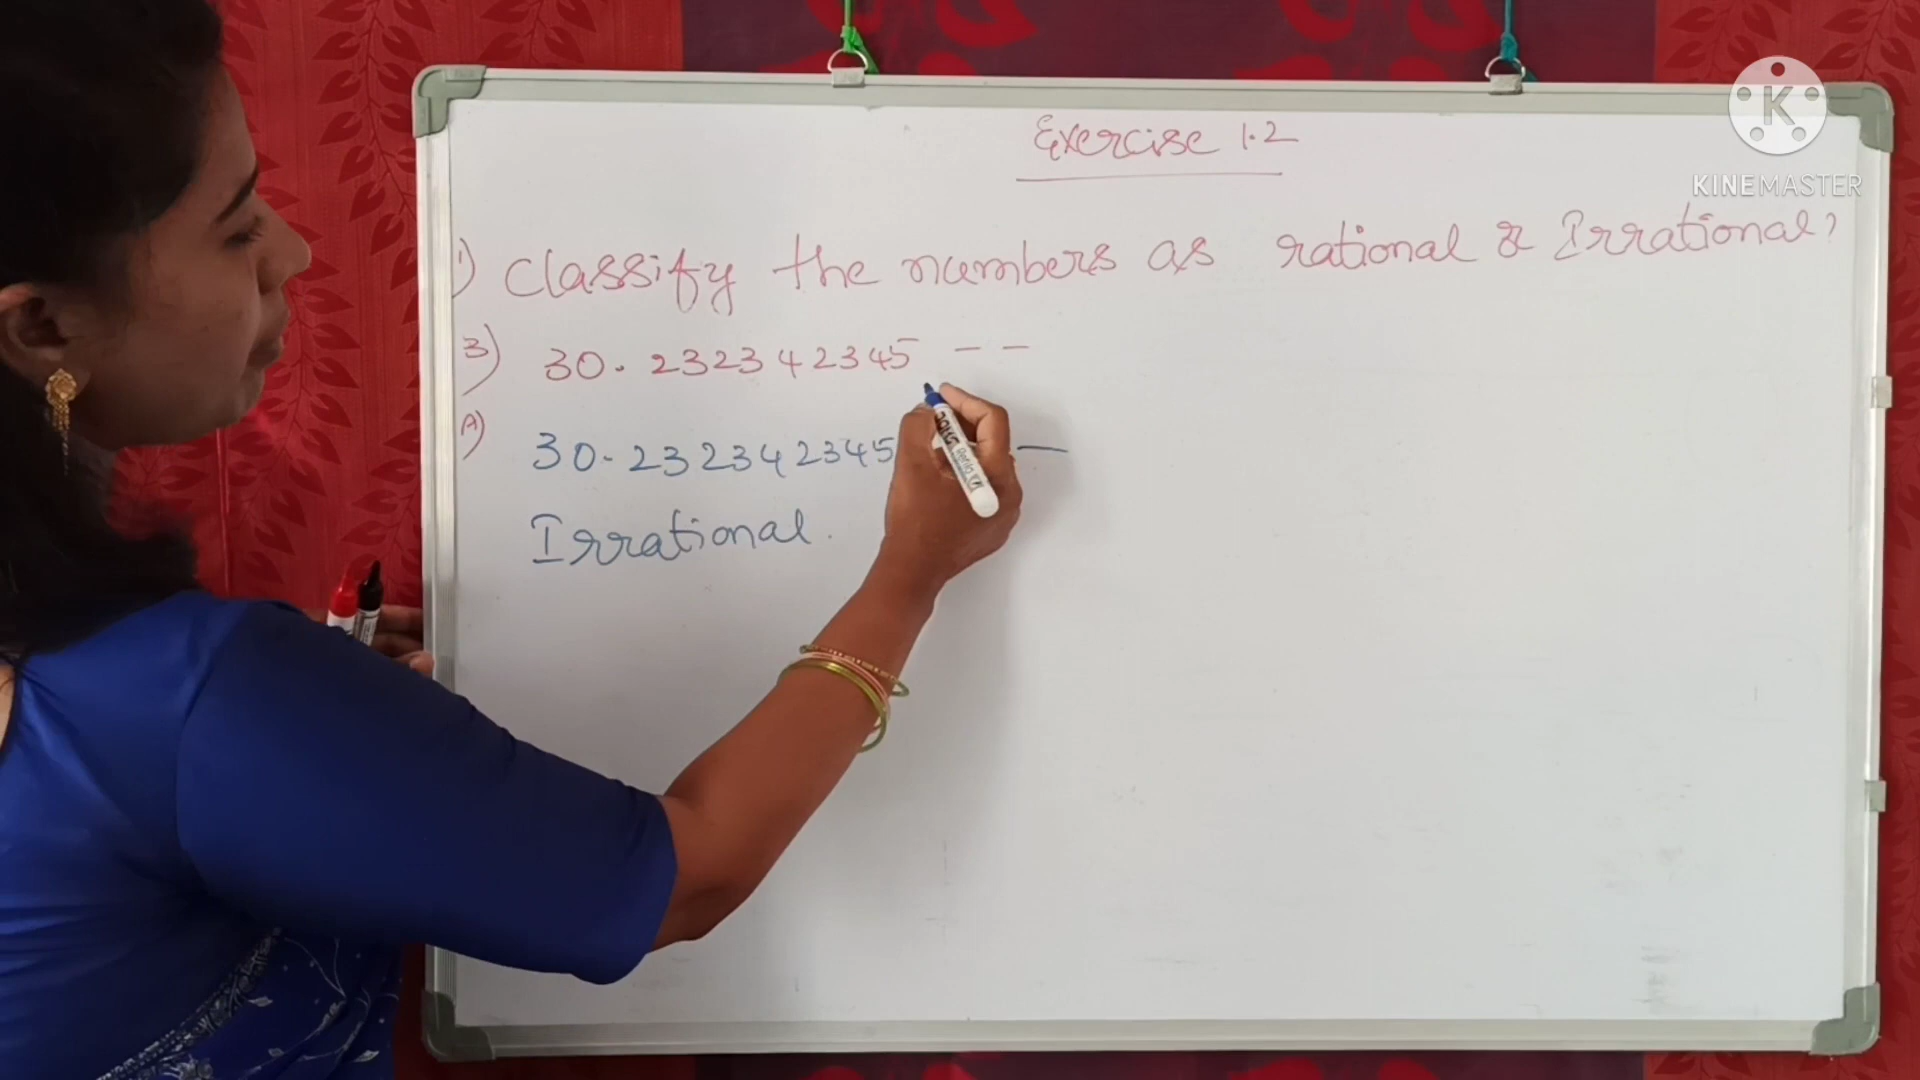 KINEMASTER
Exercise 1.2
1) Classify the numbers as rational & Irrational?
3) 30.232342345 - -
A) 30.232342345 —
Irrational.